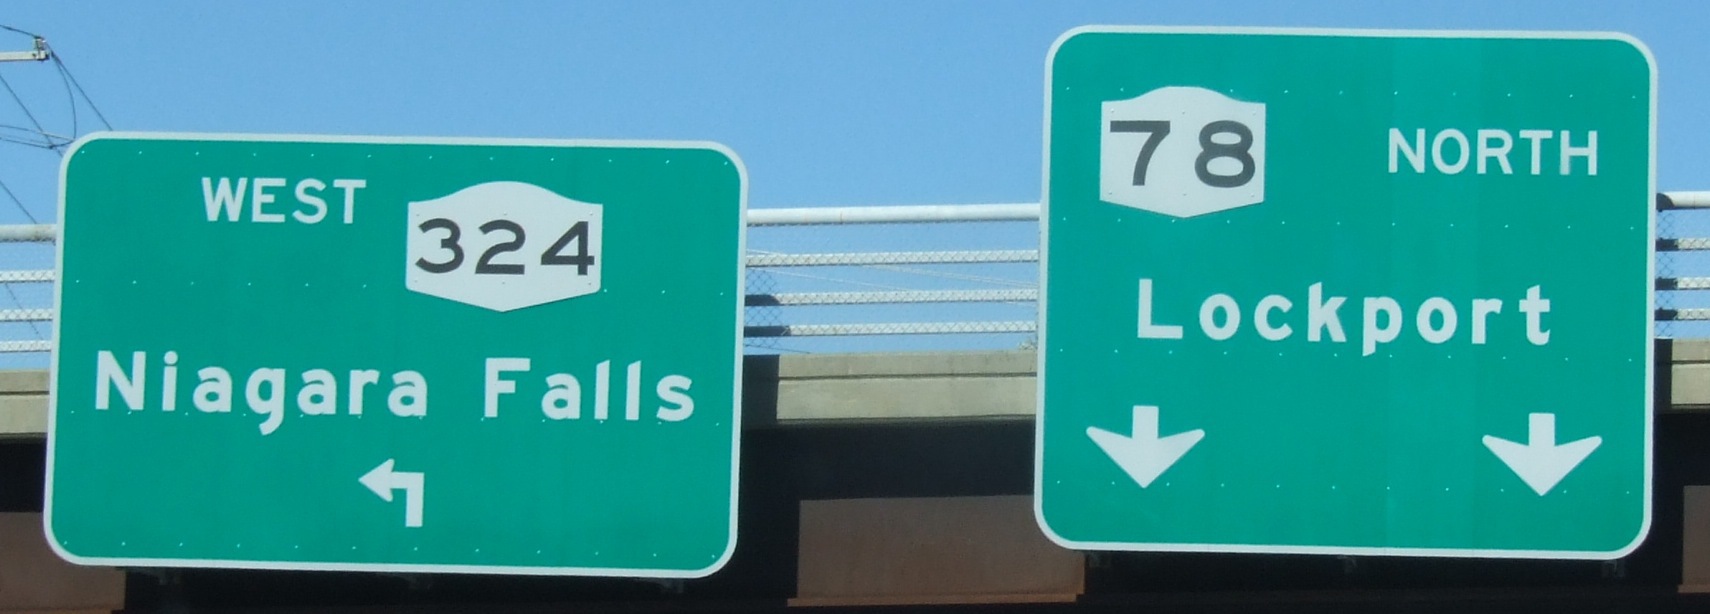 WEST 324
Niagara Falls
78 NORTH
Lockport